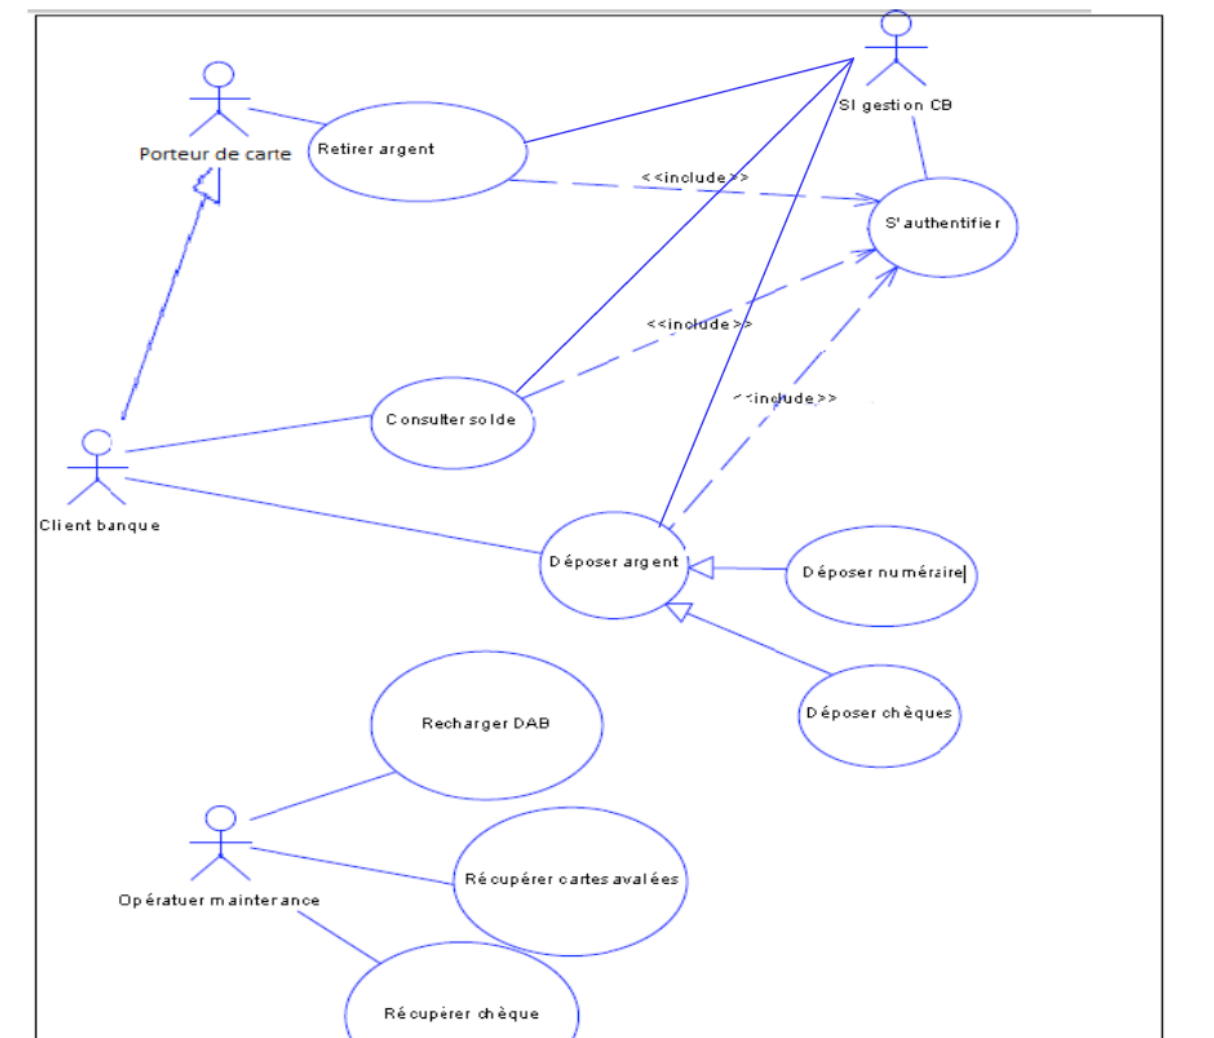 SI gestion CB
Porteur de carte
Retirer argent
<<include>>
S'authentifier
<<include>>
<<include>>
Consulter solde
Client banque
Déposer argent
Déposer numéraire
Déposer chèques
Recharger DAB
Récupérer cartes avalées
Opératuer maintenance
Récupérer chèque